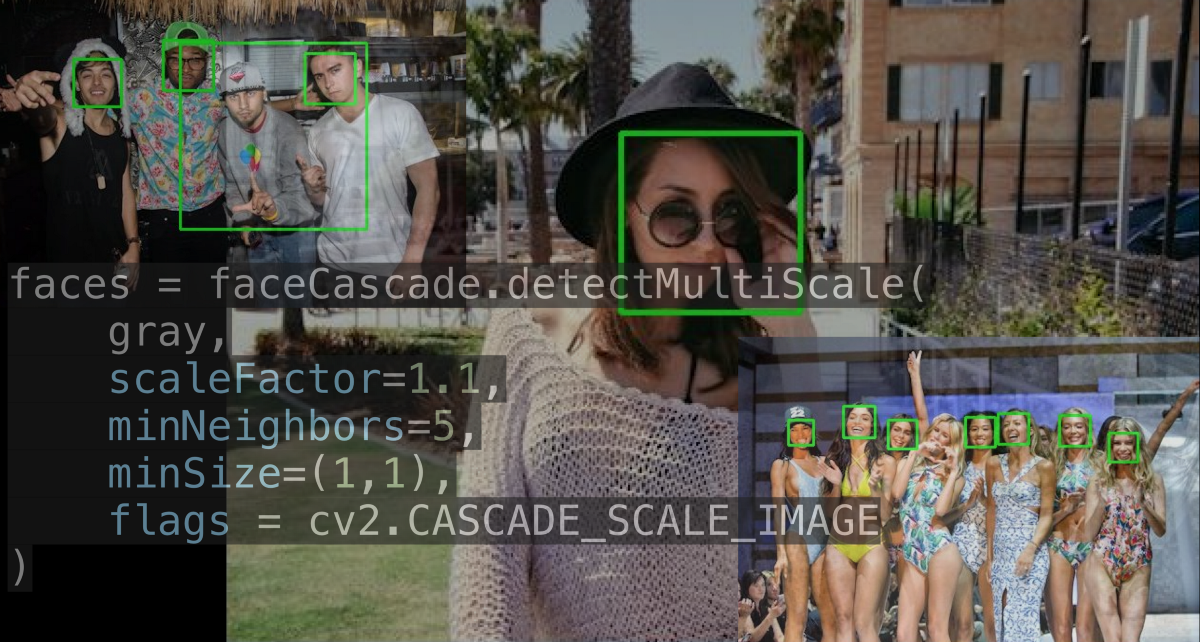 faces = faceCascade.detectMultiScale(
    gray,
    scaleFactor=1.1,
    minNeighbors=5,
    minSize=(1,1),
    flags = cv2.CASCADE_SCALE_IMAGE
)